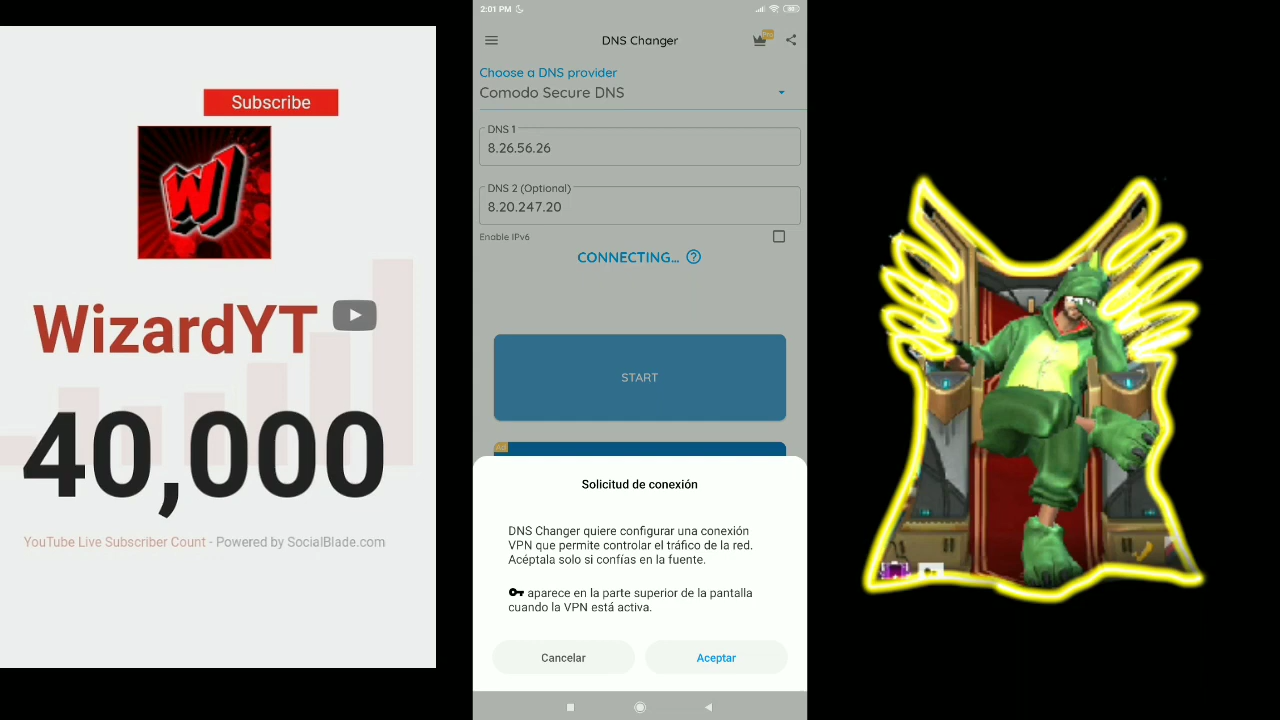 Subscribe
WizardYT
40,000
YouTube Live Subscriber Count - Powered by SocialBlade.com
2:01 PM
DNS Changer
Choose a DNS provider
Comodo Secure DNS
DNS 1
8.26.56.26
DNS 2 (Optional)
8.20.247.20
Enable IPv6
CONNECTING...
START
Solicitud de conexión
DNS Changer quiere configurar una conexión
VPN que permite controlar el tráfico de la red.
Acéptala solo si confías en la fuente.
aparece en la parte superior de la pantalla
cuando la VPN está activa.
Cancelar
Aceptar